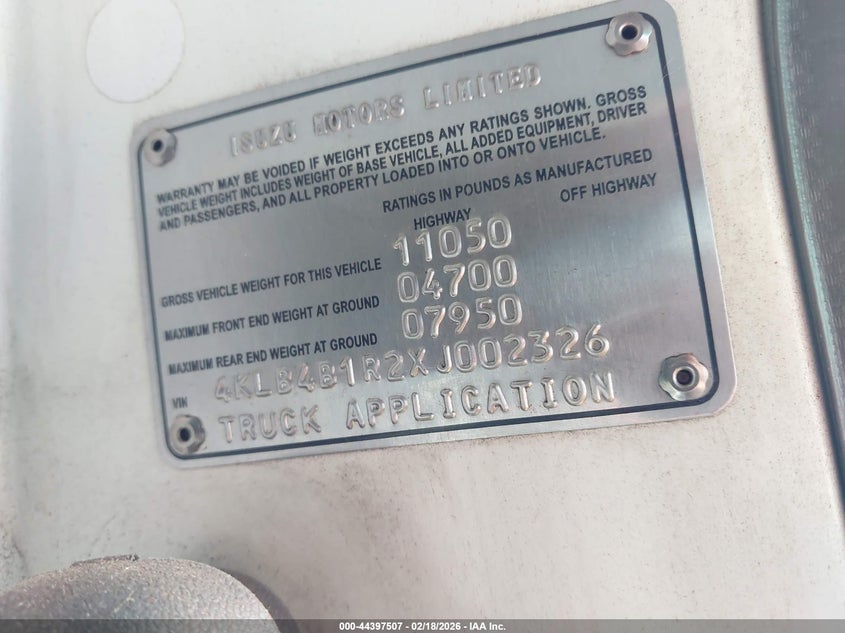 ISUZU MOTORS LIMITED
WARRANTY MAY BE VOIDED IF WEIGHT EXCEEDS ANY RATINGS SHOWN. GROSS
VEHICLE WEIGHT INCLUDES WEIGHT OF BASE VEHICLE, ALL ADDED EQUIPMENT, DRIVER
AND PASSENGERS, AND ALL PROPERTY LOADED INTO OR ONTO VEHICLE.
RATINGS IN POUNDS AS MANUFACTURED
HIGHWAY OFF HIGHWAY
GROSS VEHICLE WEIGHT FOR THIS VEHICLE 11050
MAXIMUM FRONT END WEIGHT AT GROUND 04700
MAXIMUM REAR END WEIGHT AT GROUND 07950
VIN 4KLB4B1R2XJ002326
TRUCK APPLICATION
000-44397507 - 02/18/2026 - IAA Inc.